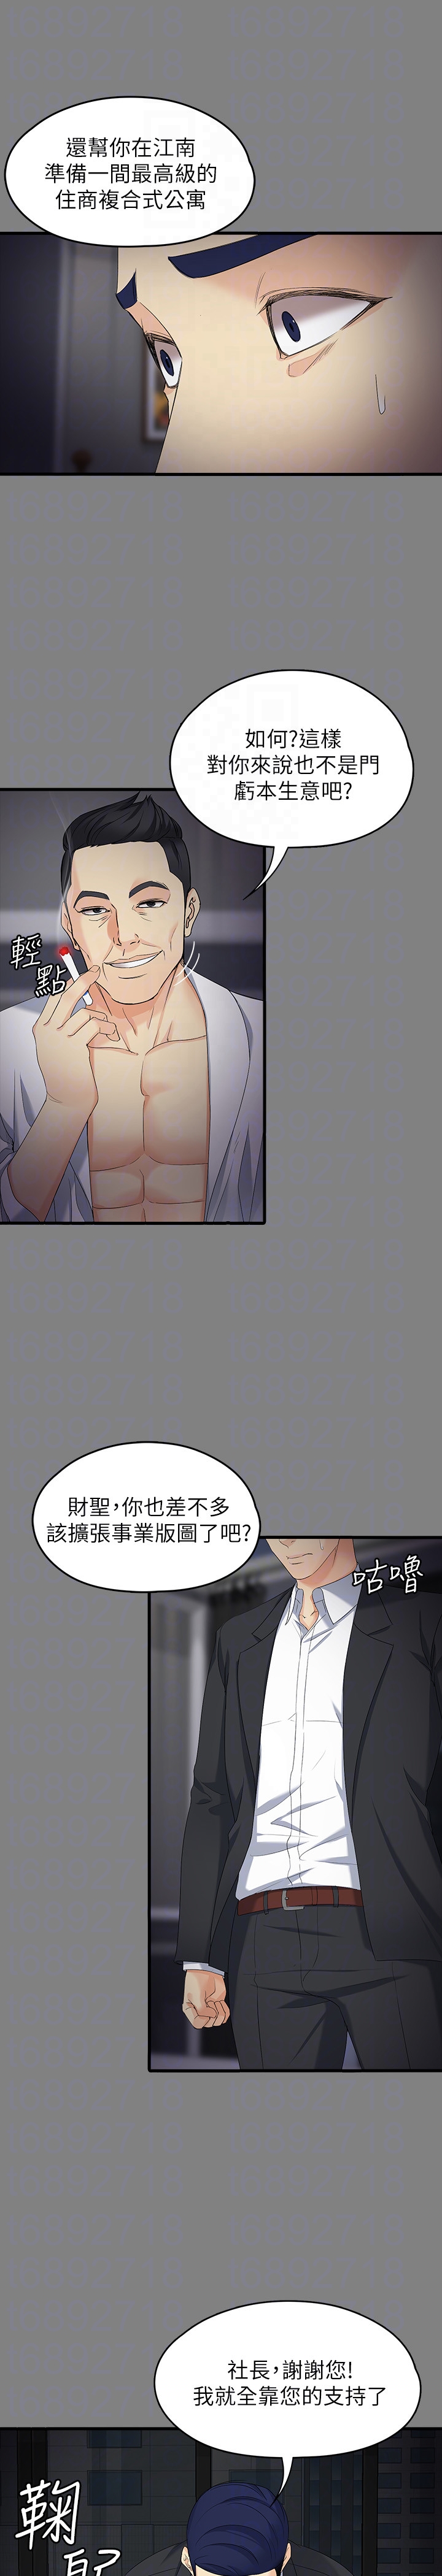 還幫你在江南
準備一間最高級的
住商複合式公寓
如何?這樣
對你來說也不是門
虧本生意吧?
輕
點
財聖,你也差不多
該擴張事業版圖了吧?
咕嚕
社長,謝謝您!
我就全靠您的支持了
鞠